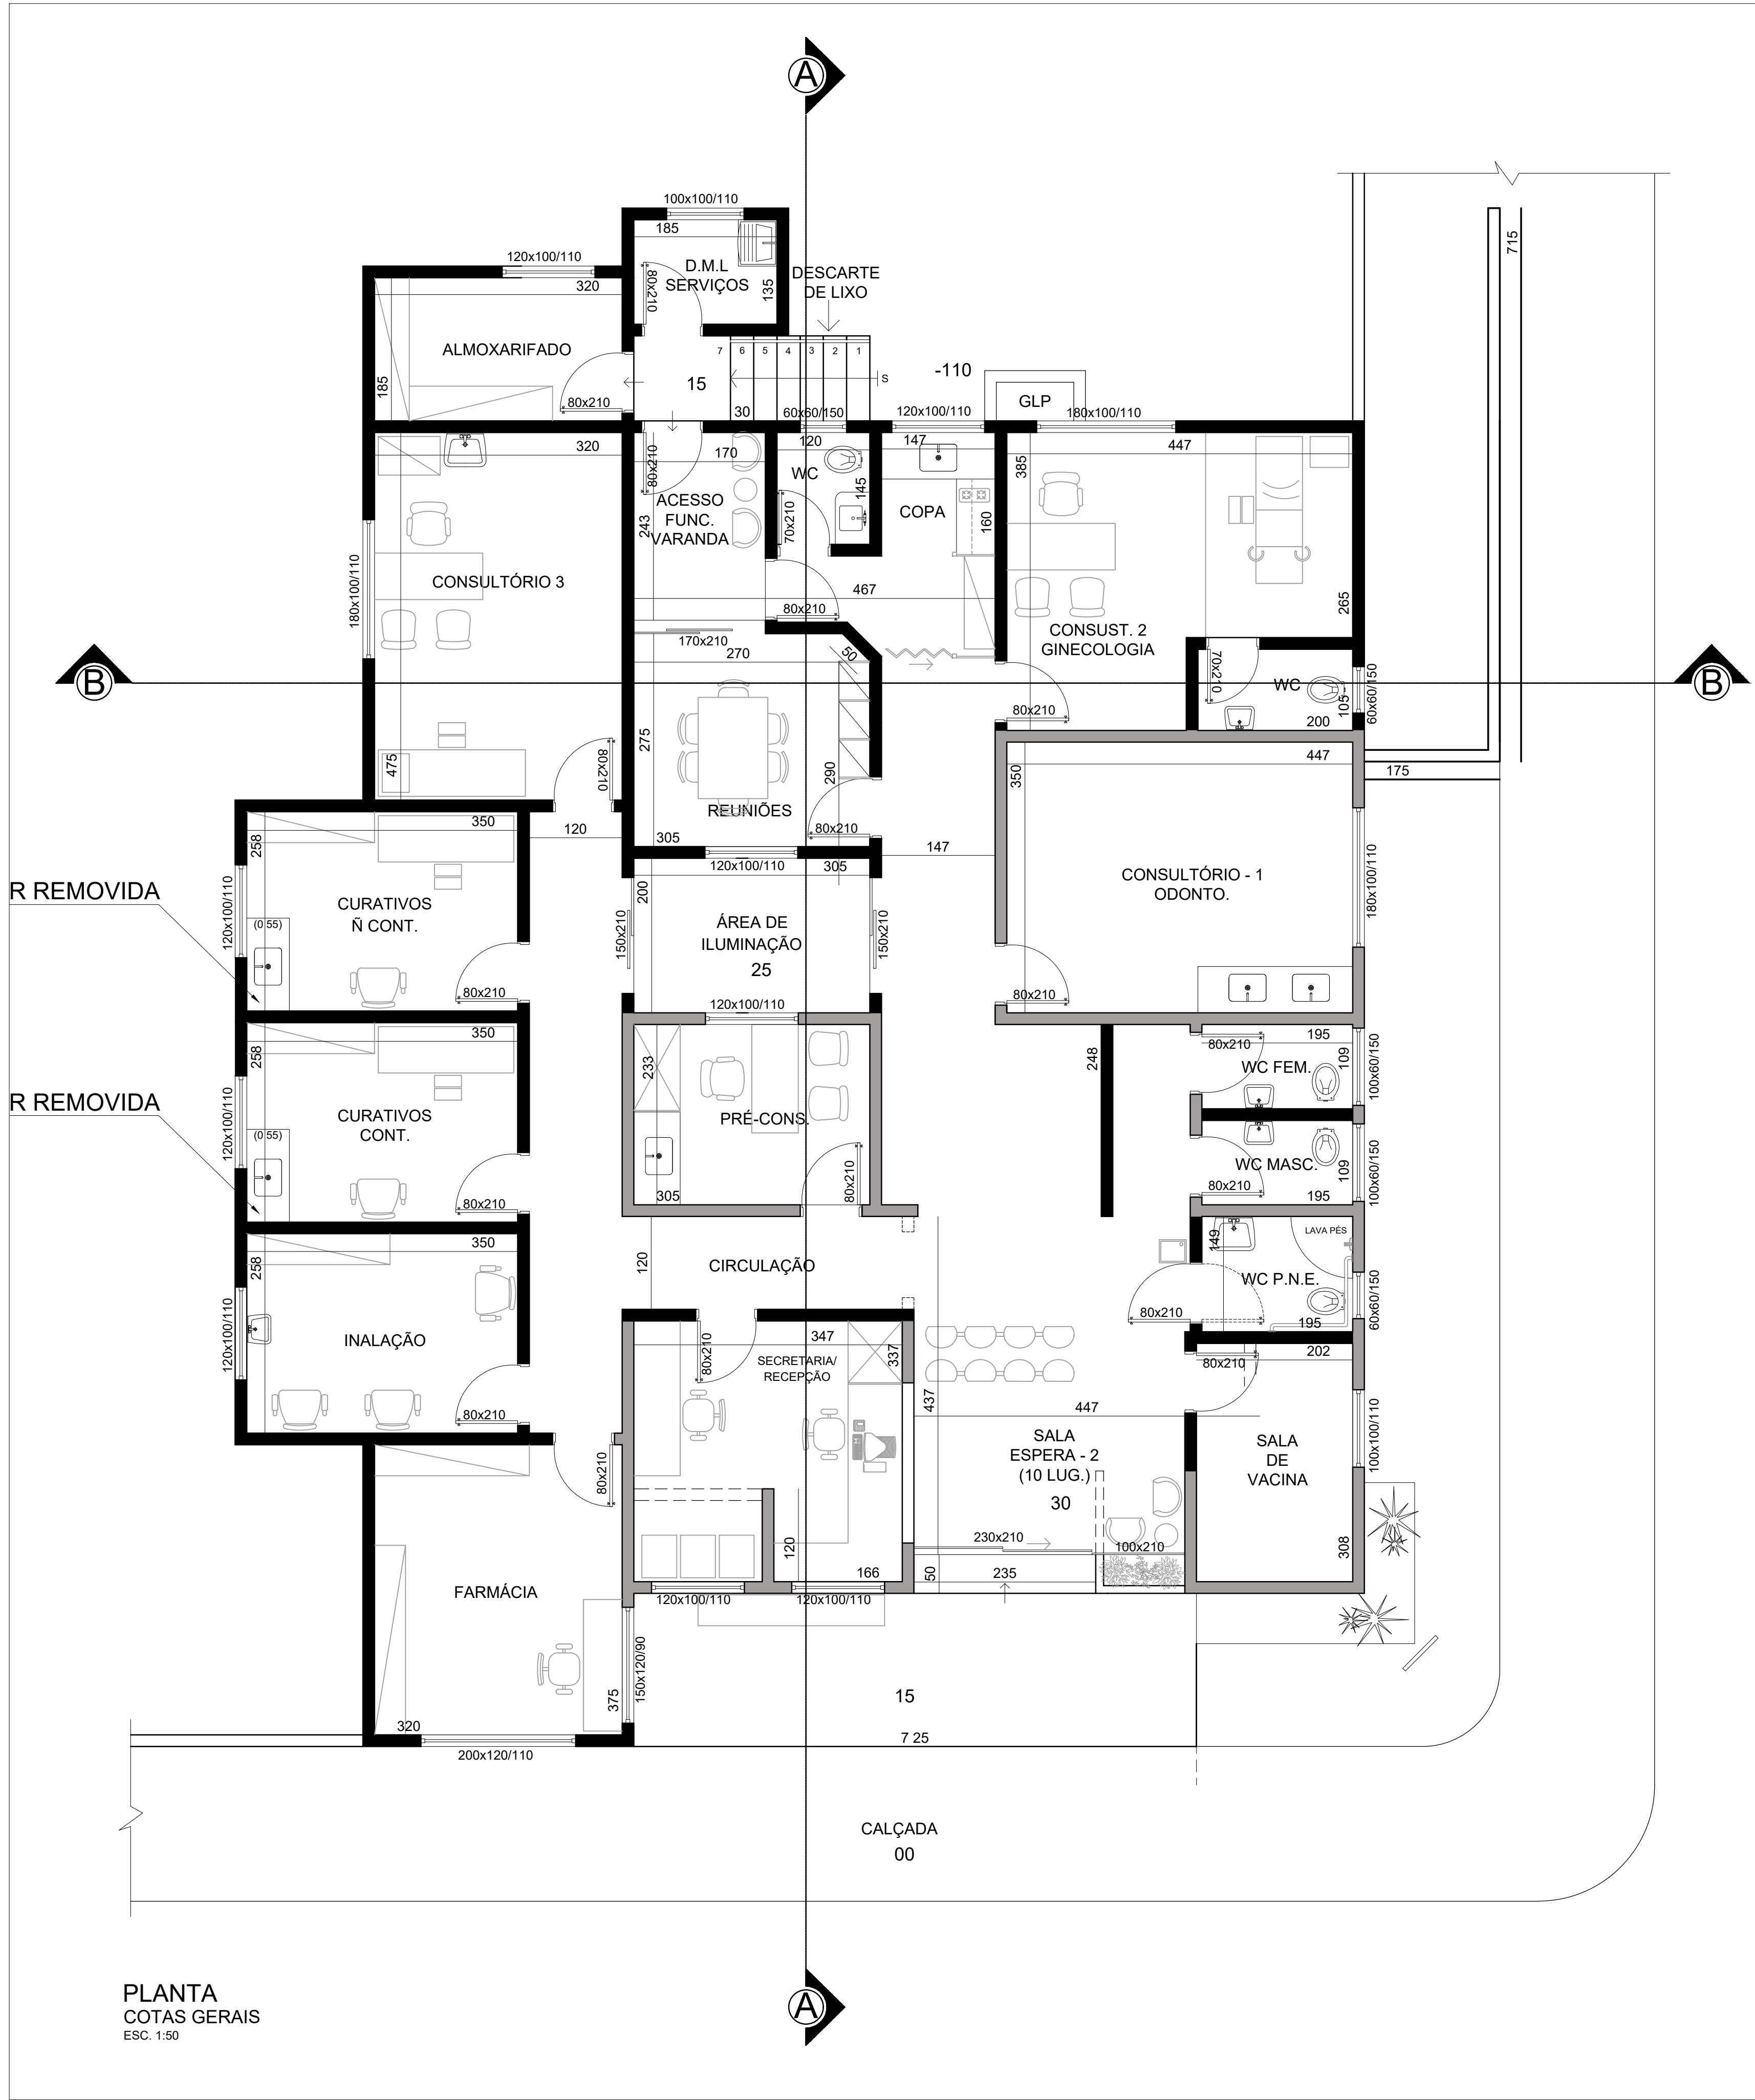 A
100x100/110
185
D.M.L
SERVIÇOS
135
80x210
DESCARTE
DE LIXO
715
120x100/110
320
ALMOXARIFADO
185
80x210
7 6 5 4 3 2 1
15
30
S
-110
GLP
60x60/150
120x100/110
180x100/110
320
CONSULTÓRIO 3
180x100/110
475
80x210
170
80x210
ACESSO
FUNC.
VARANDA
243
120
WC
145
70x210
147
COPA
160
467
80x210
170x210
447
385
265
CONSUST. 2
GINECOLOGIA
70x210
WC
105
200
60x60/150
80x210
B
B
270
50
275
290
REUNIÕES
305
80x210
447
350
175
CONSULTÓRIO - 1
ODONTO.
180x100/110
80x210
350
258
120
147
R REMOVIDA
CURATIVOS
Ñ CONT.
(0.55)
120x100/110
80x210
120x100/110
305
200
150x210
ÁREA DE
ILUMINAÇÃO
25
150x210
120x100/110
350
258
R REMOVIDA
CURATIVOS
CONT.
(0.55)
120x100/110
80x210
233
PRÉ-CONS.
305
80x210
248
195
80x210
WC FEM.
109
100x60/150
WC MASC.
109
80x210
195
100x60/150
350
258
INALAÇÃO
120x100/110
80x210
120
CIRCULAÇÃO
149
LAVA PÉS
WC P.N.E.
195
80x210
60x60/150
347
80x210
SECRETARIA/
RECEPÇÃO
337
120
166
120x100/110
120x100/110
437
447
SALA
ESPERA - 2
(10 LUG.)
30
230x210
100x210
50
235
202
80x210
SALA
DE
VACINA
308
100x100/110
80x210
FARMÁCIA
375
150x120/90
320
200x120/110
15
7 25
CALÇADA
00
A
PLANTA
COTAS GERAIS
ESC. 1:50